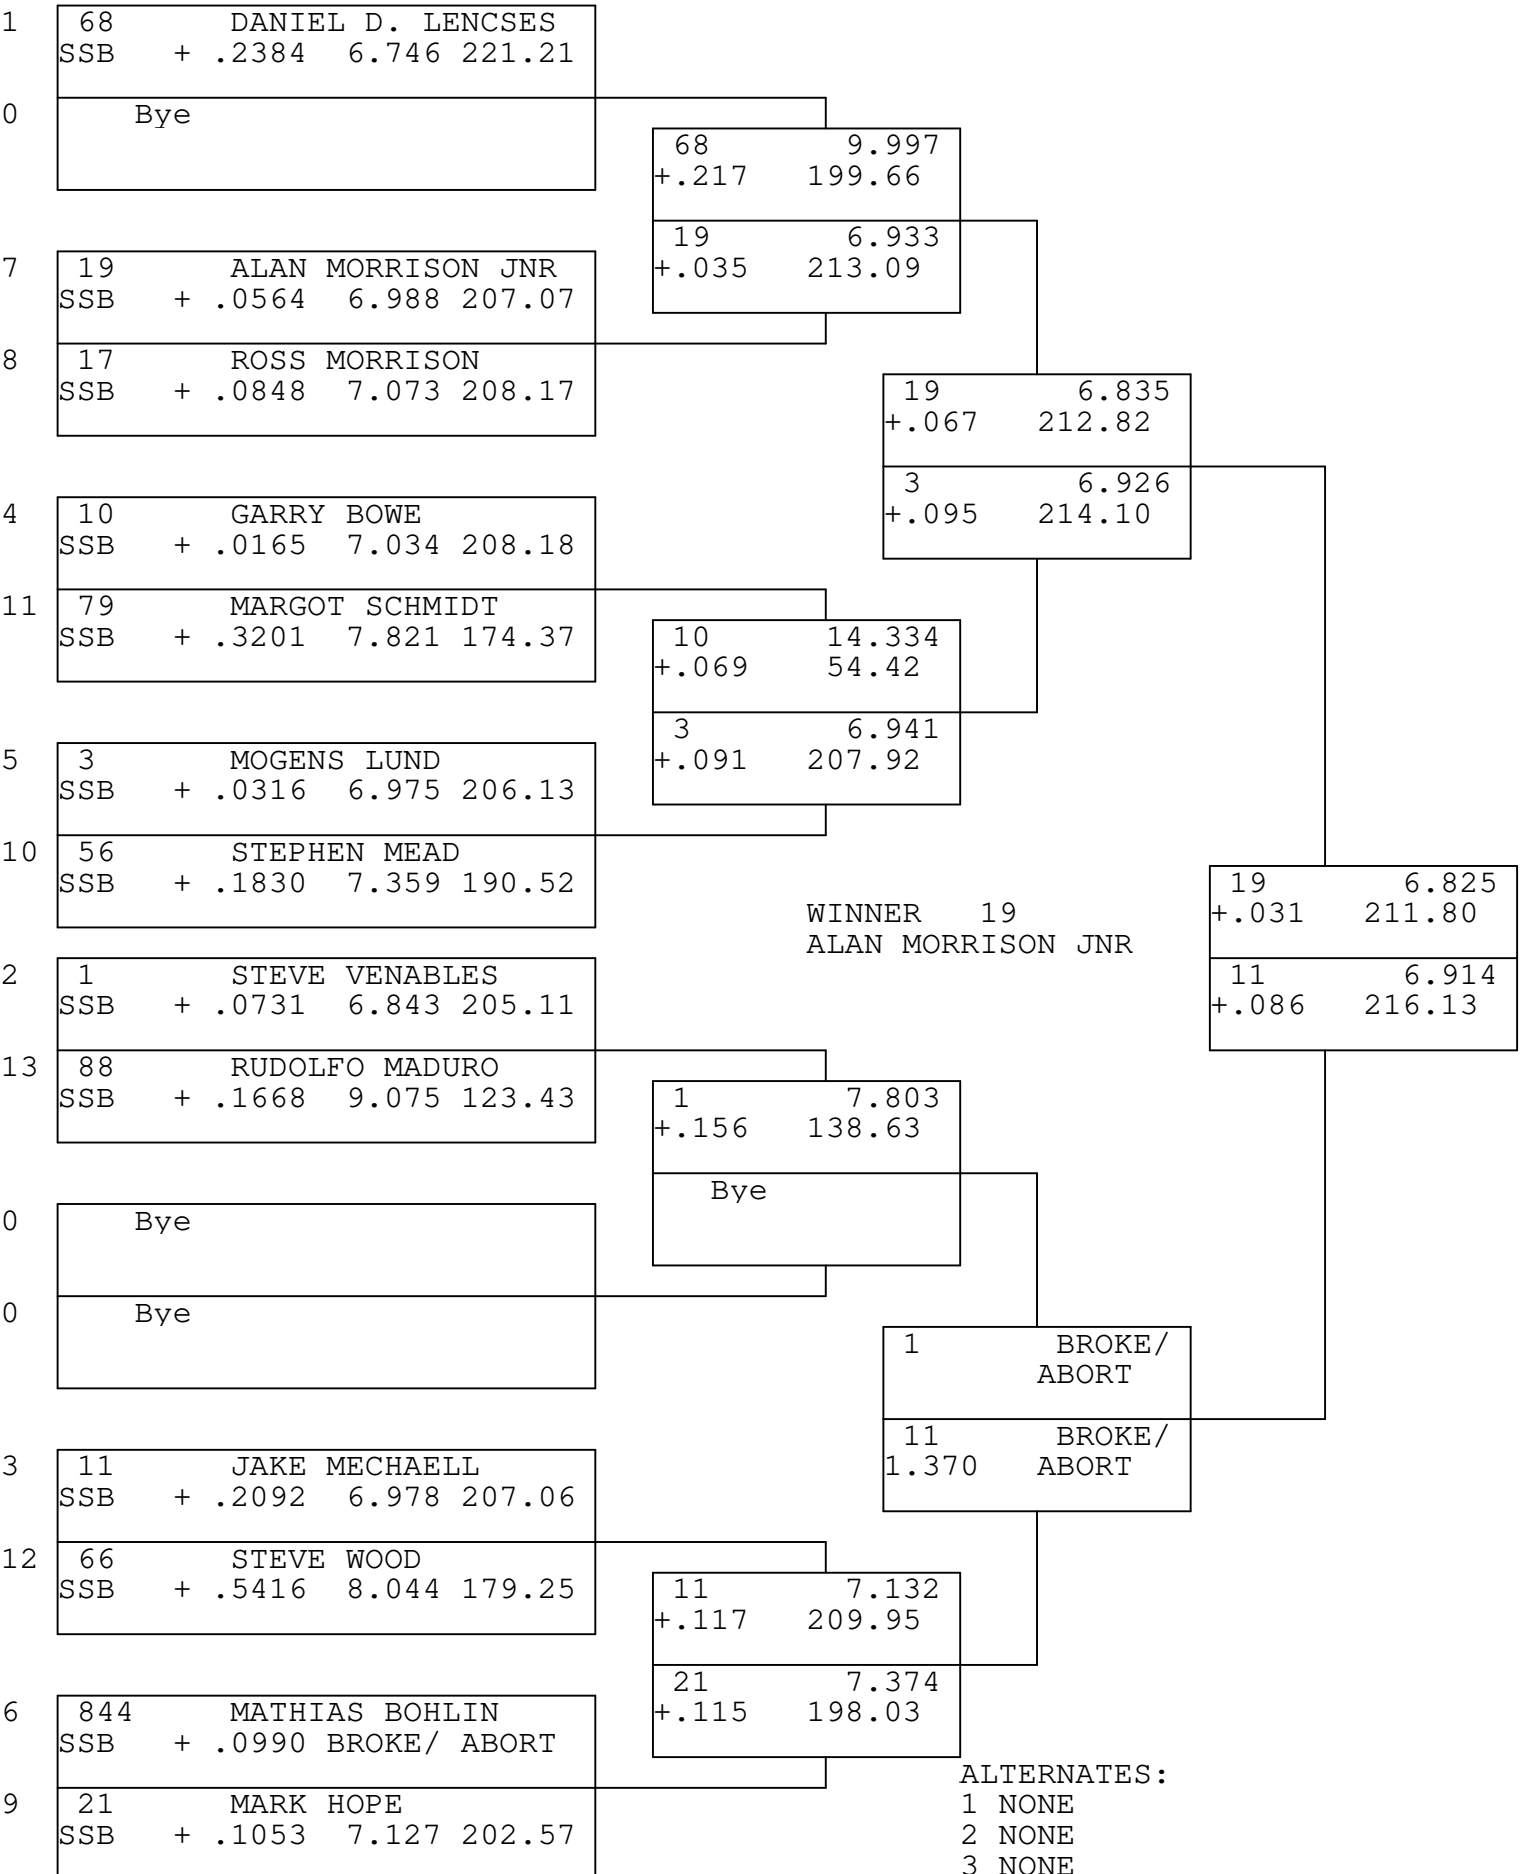 1 68 DANIEL D. LENCSES
SSB + .2384 6.746 221.21
0 Bye
7 19 ALAN MORRISON JNR
SSB + .0564 6.988 207.07
8 17 ROSS MORRISON
SSB + .0848 7.073 208.17
4 10 GARRY BOWE
SSB + .0165 7.034 208.18
11 79 MARGOT SCHMIDT
SSB + .3201 7.821 174.37
5 3 MOGENS LUND
SSB + .0316 6.975 206.13
10 56 STEPHEN MEAD
SSB + .1830 7.359 190.52
2 1 STEVE VENABLES
SSB + .0731 6.843 205.11
13 88 RUDOLFO MADURO
SSB + .1668 9.075 123.43
0 Bye
0 Bye
3 11 JAKE MECHAELL
SSB + .2092 6.978 207.06
12 66 STEVE WOOD
SSB + .5416 8.044 179.25
6 844 MATHIAS BOHLIN
SSB + .0990 BROKE/ ABORT
9 21 MARK HOPE
SSB + .1053 7.127 202.57
68 9.997
+.217 199.66
19 6.933
+.035 213.09
10 14.334
+.069 54.42
3 6.941
+.091 207.92
1 7.803
+.156 138.63
Bye
11 7.132
+.117 209.95
21 7.374
+.115 198.03
19 6.835
+.067 212.82
3 6.926
+.095 214.10
1 BROKE/
ABORT
11 BROKE/
1.370 ABORT
19 6.825
+.031 211.80
11 6.914
+.086 216.13
WINNER 19
ALAN MORRISON JNR
ALTERNATES:
1 NONE
2 NONE
3 NONE